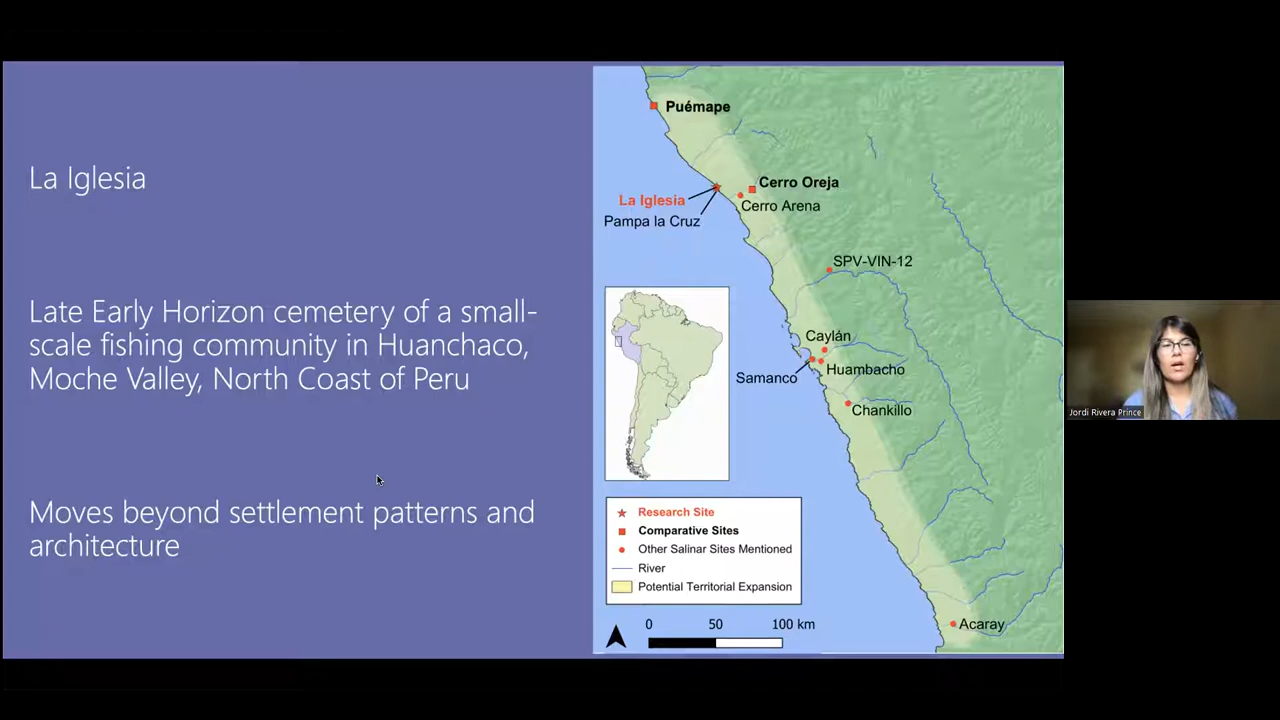 La Iglesia
Late Early Horizon cemetery of a small-
scale fishing community in Huanchaco,
Moche Valley, North Coast of Peru
Moves beyond settlement patterns and
architecture
Puémape
Cerro Oreja
La Iglesia
Cerro Arena
Pampa la Cruz
SPV-VIN-12
Caylán
Huambacho
Samanco
Chankillo
Research Site
Comparative Sites
Other Salinar Sites Mentioned
River
Potential Territorial Expansion
0 50 100 km
Acaray
Jordi Rivera Prince